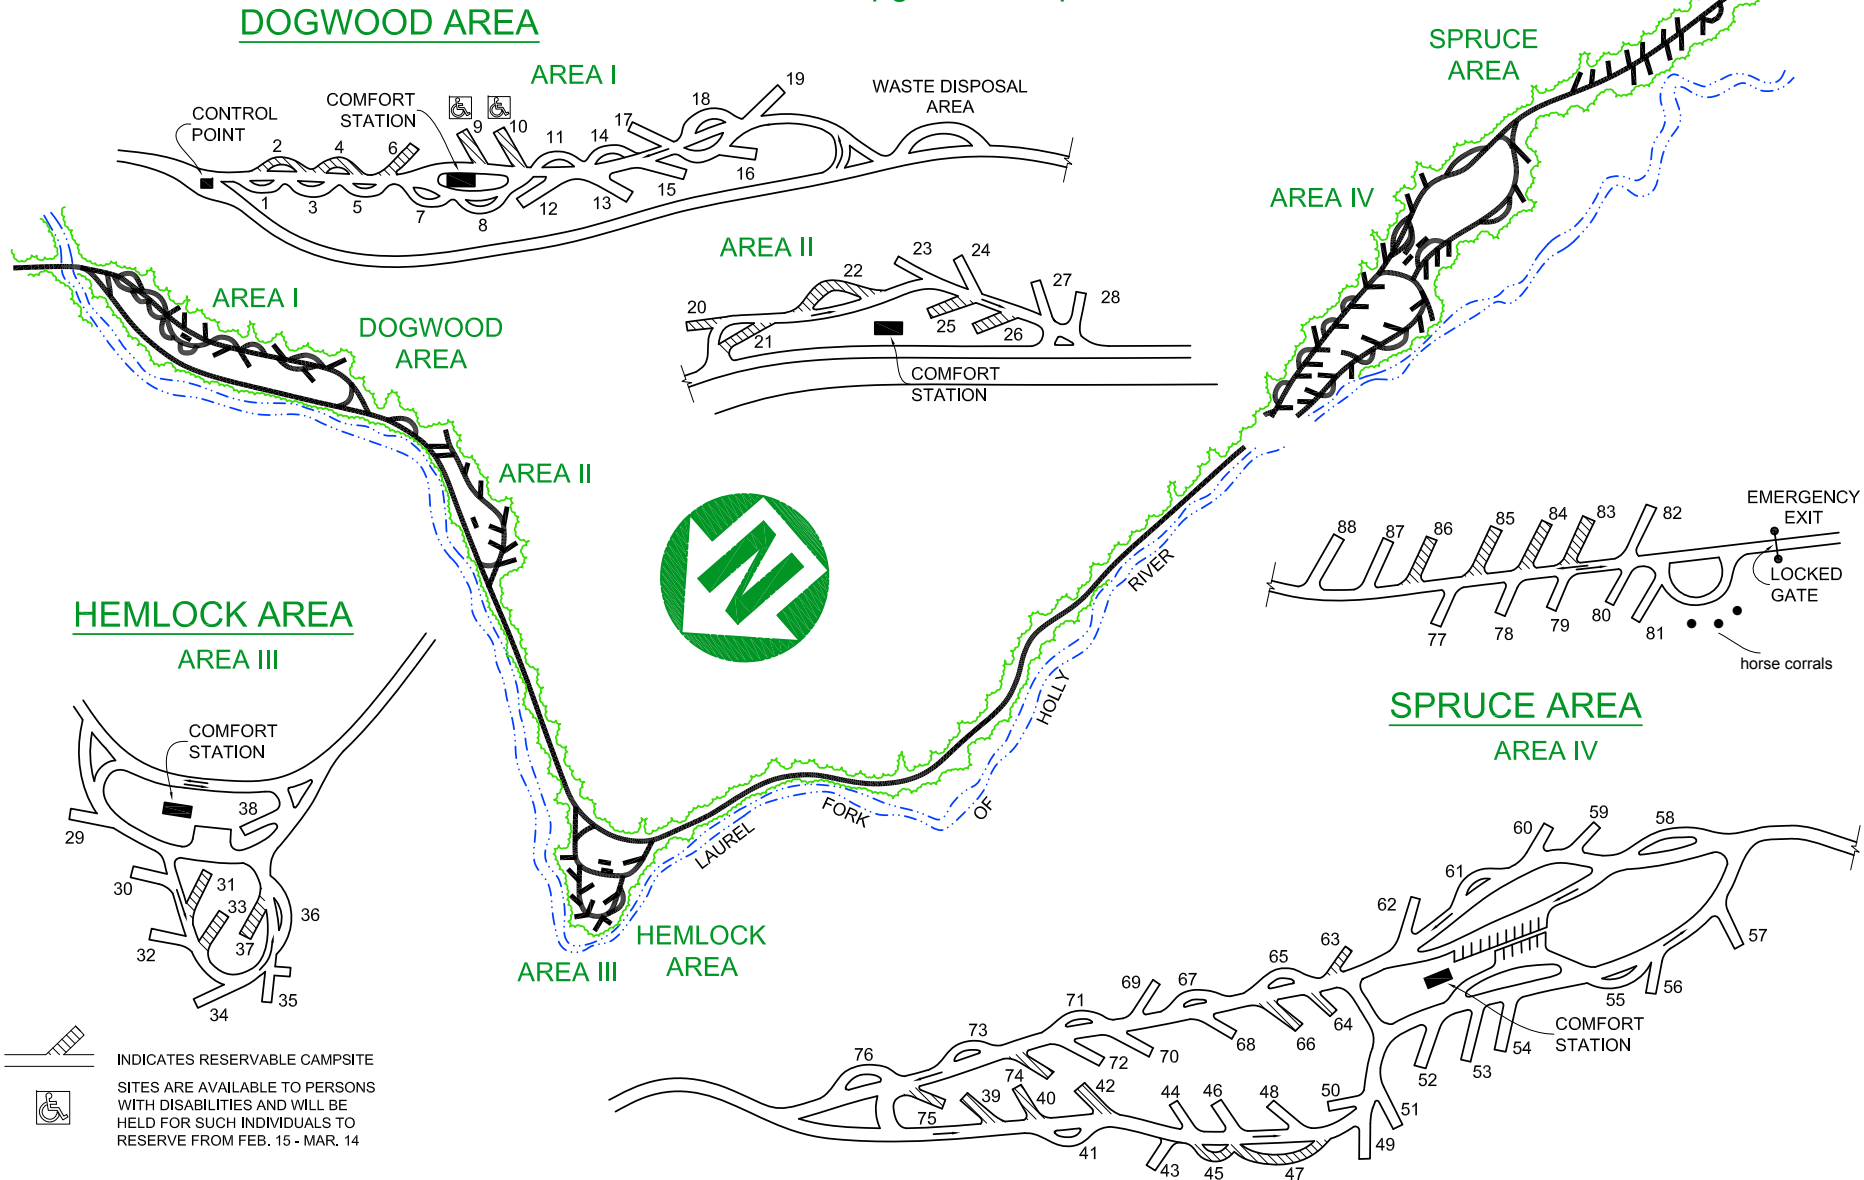 DOGWOOD AREA
AREA I
CONTROL
POINT
COMFORT
STATION
WASTE DISPOSAL
AREA
1
2
3
4
5
6
7
8
9
10
11
12
13
14
15
16
17
18
19
AREA II
20
21
22
23
24
25
26
27
28
COMFORT
STATION
AREA I
DOGWOOD
AREA
AREA II
SPRUCE
AREA
AREA IV
N
HEMLOCK AREA
AREA III
COMFORT
STATION
29
30
31
32
33
34
35
36
37
38
AREA III
HEMLOCK
AREA
LAUREL
FORK
OF
HOLLY
RIVER
88
87
86
85
84
83
82
EMERGENCY
EXIT
LOCKED
GATE
77
78
79
80
81
horse corrals
SPRUCE AREA
AREA IV
59
60
58
61
62
57
63
65
67
69
71
73
76
64
66
68
70
72
74
75
39
40
42
44
46
48
50
51
52
53
54
55
56
COMFORT
STATION
41
43
45
47
49
INDICATES RESERVABLE CAMPSITE
SITES ARE AVAILABLE TO PERSONS
WITH DISABILITIES AND WILL BE
HELD FOR SUCH INDIVIDUALS TO
RESERVE FROM FEB. 15 - MAR. 14